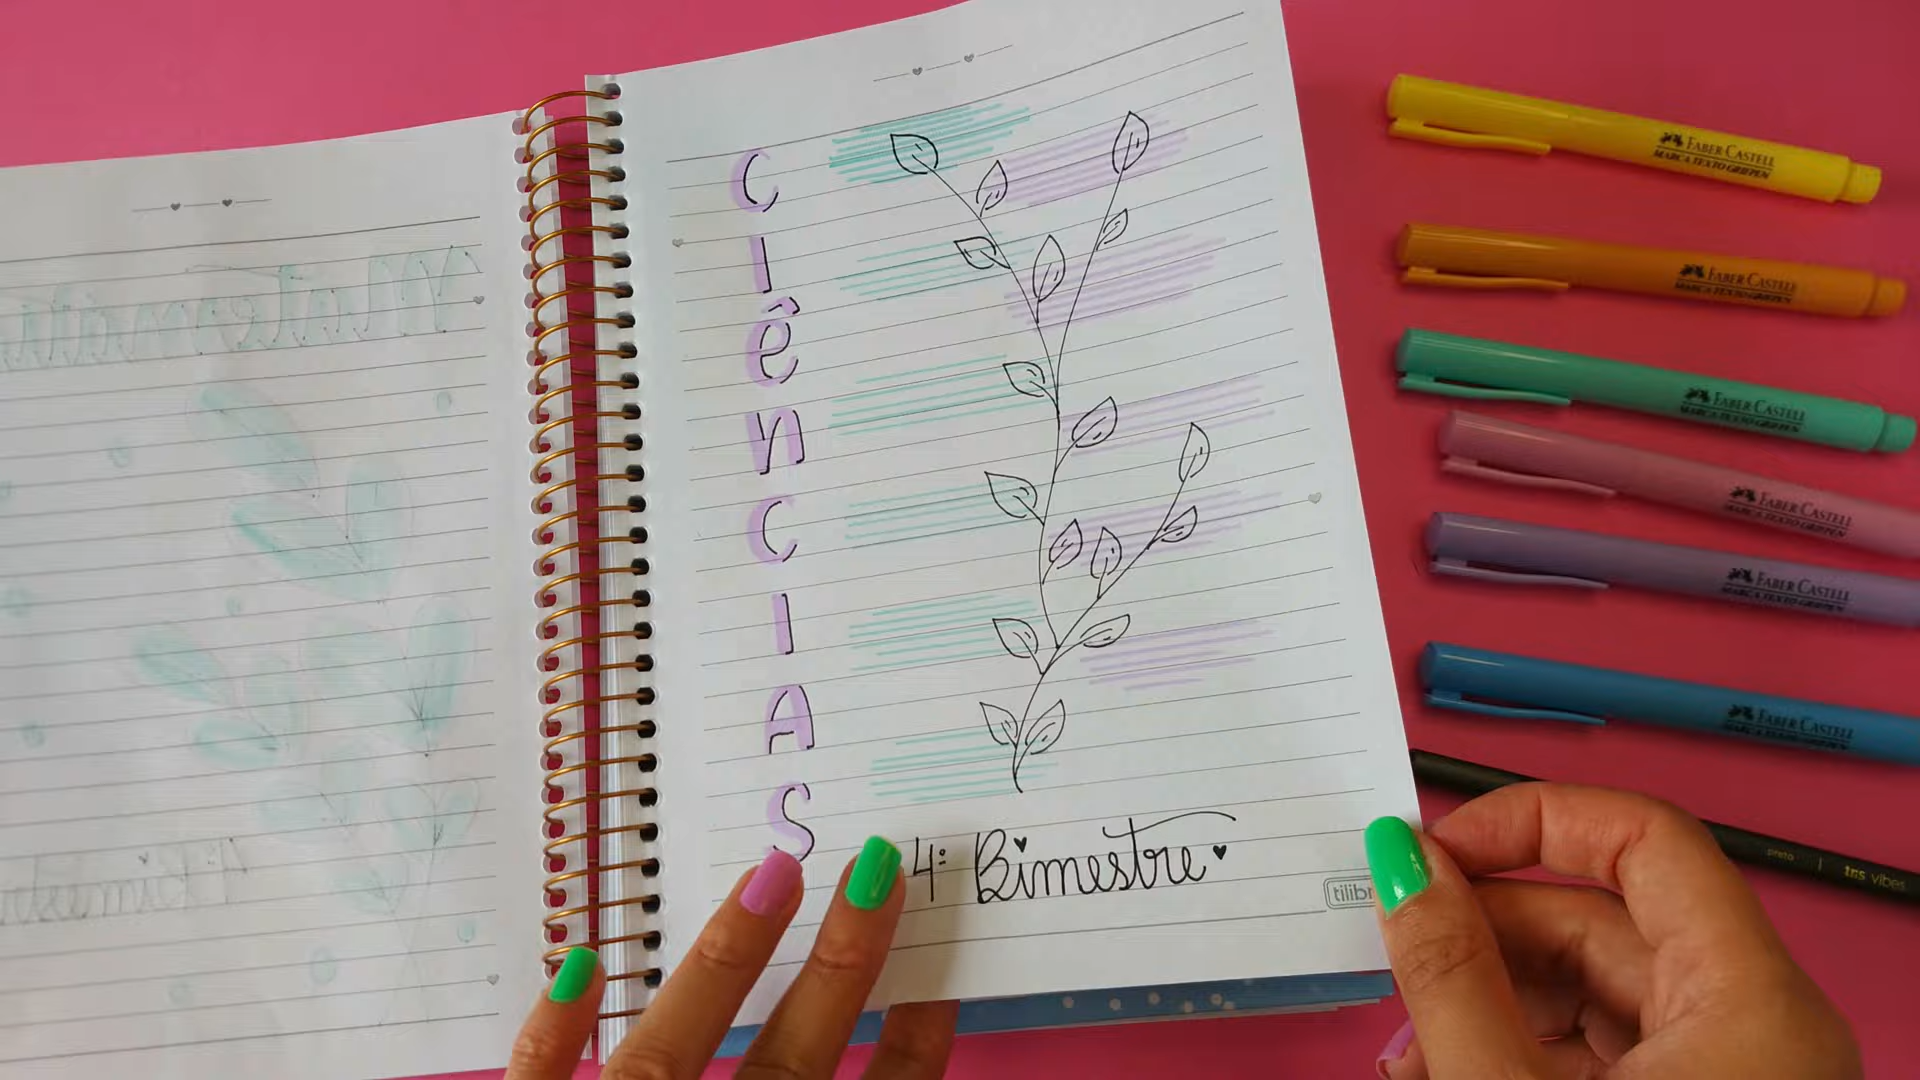 CIêNCIAS
4º Bimestre
FABER-CASTELL
MARCA TEXTO GRIFPEN
FABER-CASTELL
MARCA TEXTO GRIFPEN
FABER-CASTELL
MARCA TEXTO GRIFPEN
FABER-CASTELL
MARCA TEXTO GRIFPEN
FABER-CASTELL
MARCA TEXTO GRIFPEN
FABER-CASTELL
MARCA TEXTO GRIFPEN
preto | tris vibes
tilibr